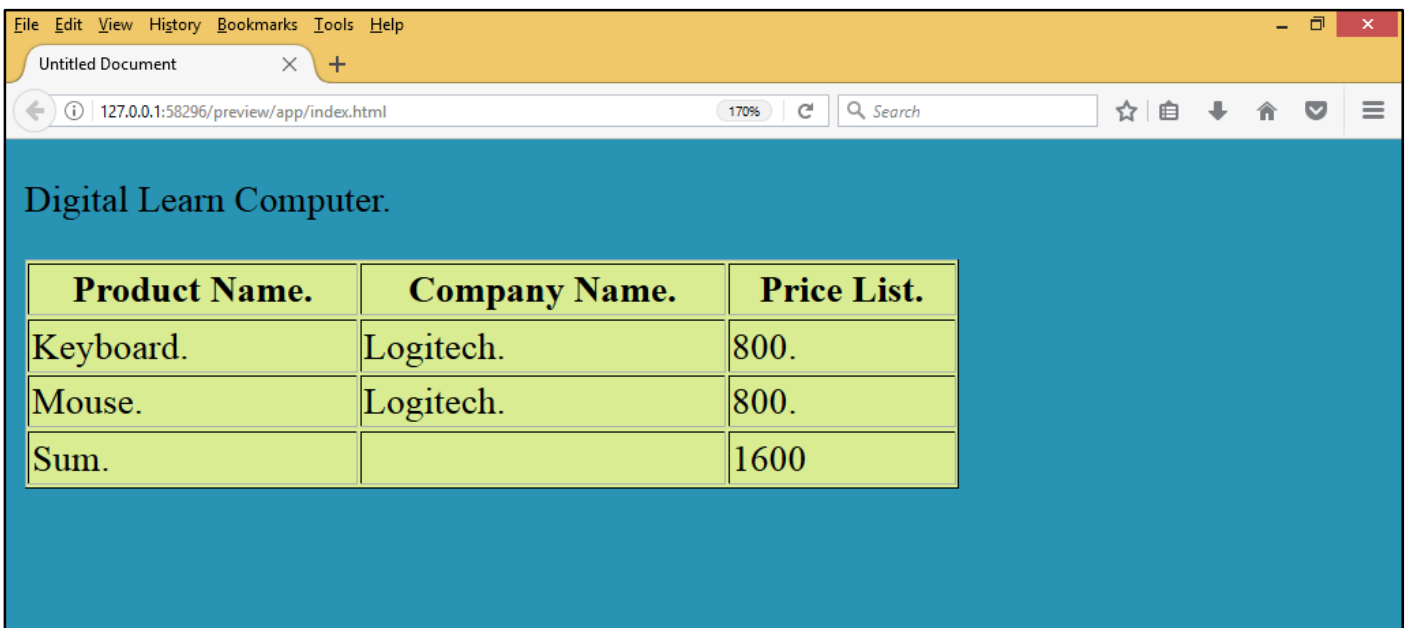 File Edit View History Bookmarks Tools Help
Untitled Document
127.0.0.1:58296/preview/app/index.html 170% Search
Digital Learn Computer.
Product Name. Company Name. Price List.
Keyboard. Logitech. 800.
Mouse. Logitech. 800.
Sum. 1600